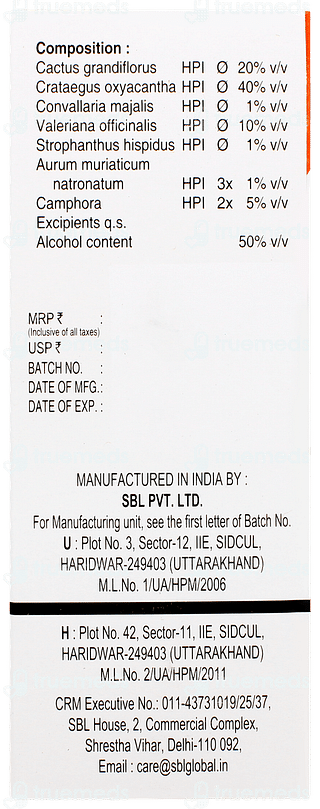 Composition :
Cactus grandiflorus HPI Ø 20% v/v
Crataegus oxyacantha HPI Ø 40% v/v
Convallaria majalis HPI Ø 1% v/v
Valeriana officinalis HPI Ø 10% v/v
Strophanthus hispidus HPI Ø 1% v/v
Aurum muriaticum
natronatum HPI 3x 1% v/v
Camphora HPI 2x 5% v/v
Excipients q.s.
Alcohol content 50% v/v
MRP ₹ :
(Inclusive of all taxes)
USP ₹ :
BATCH NO. :
DATE OF MFG.:
DATE OF EXP. :
MANUFACTURED IN INDIA BY :
SBL PVT. LTD.
For Manufacturing unit, see the first letter of Batch No.
U : Plot No. 3, Sector-12, IIE, SIDCUL,
HARIDWAR-249403 (UTTARAKHAND)
M.L.No. 1/UA/HPM/2006
H : Plot No. 42, Sector-11, IIE, SIDCUL,
HARIDWAR-249403 (UTTARAKHAND)
M.L.No. 2/UA/HPM/2011
CRM Executive No.: 011-43731019/25/37,
SBL House, 2, Commercial Complex,
Shrestha Vihar, Delhi-110 092,
Email : care@sblglobal.in